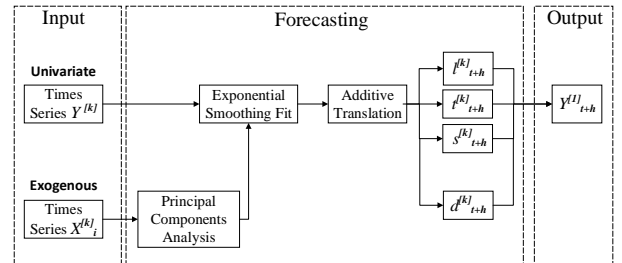 Input
Forecasting
Output
Univariate
Times
Series Y[k]
Exponential
Smoothing Fit
Additive
Translation
l[k]t+h
t[k]t+h
s[k]t+h
d[k]t+h
Y[1]t+h
Exogenous
Times
Series X[k]i
Principal
Components
Analysis